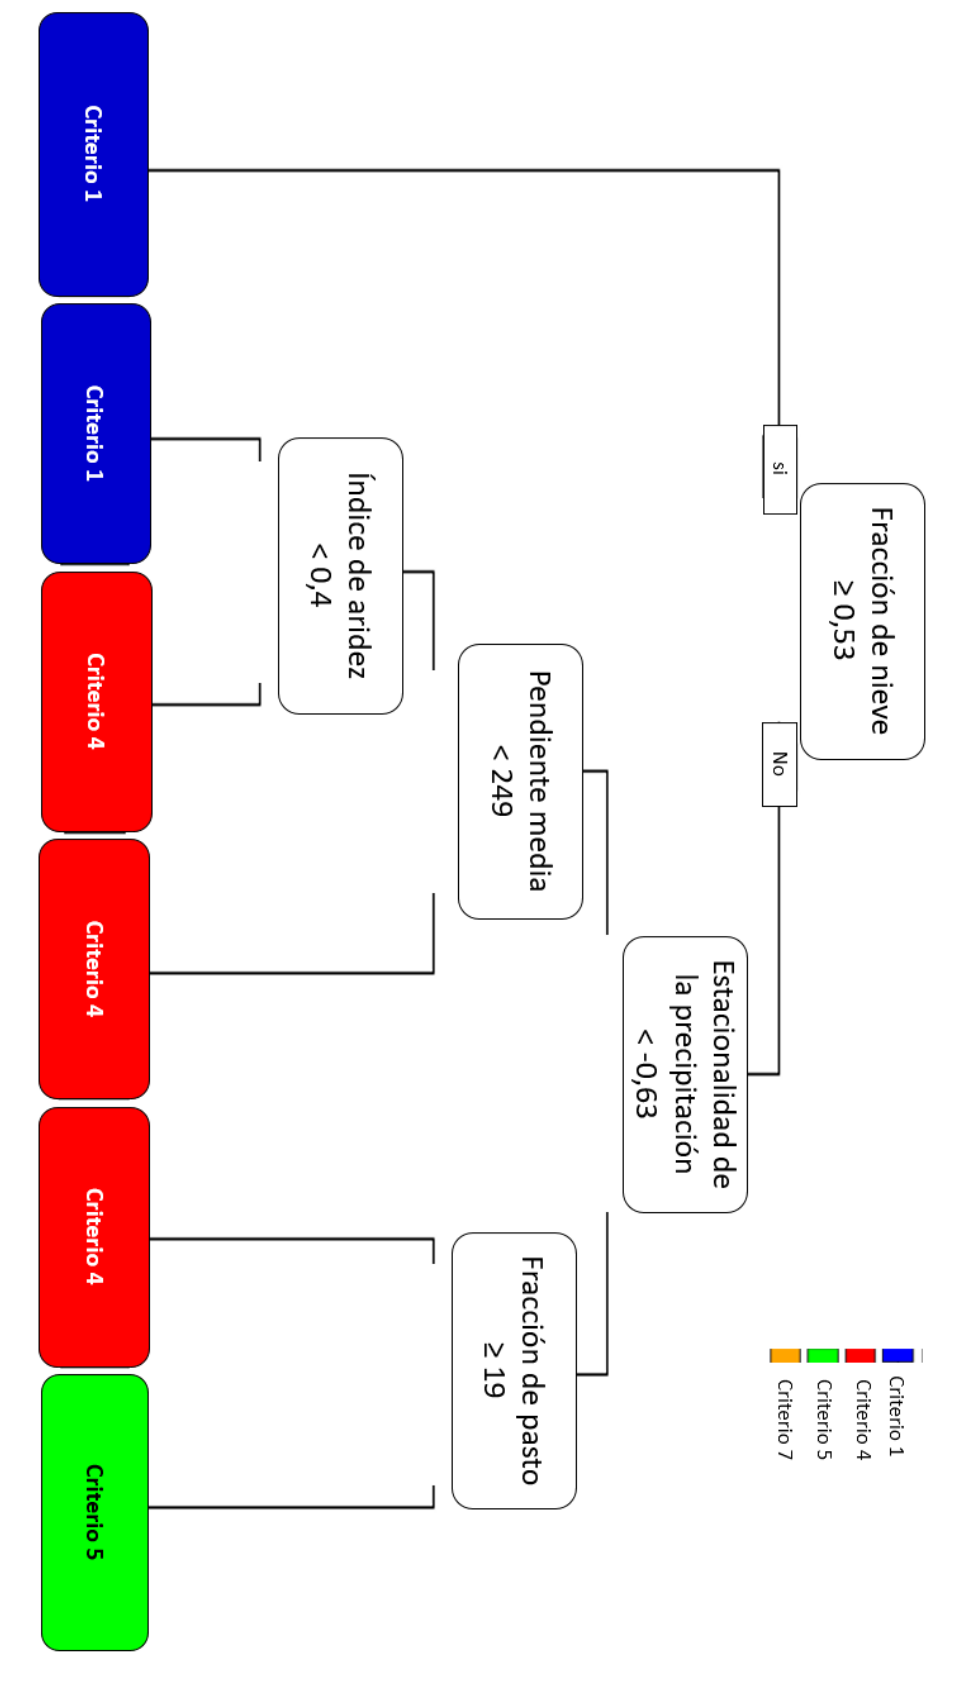 Fracción de nieve
≥ 0,53
si
No
Estacionalidad de
la precipitación
< -0,63
Pendiente media
< 249
Fracción de pasto
≥ 19
Índice de aridez
< 0,4
Criterio 1
Criterio 1
Criterio 4
Criterio 4
Criterio 4
Criterio 5
Criterio 1
Criterio 4
Criterio 5
Criterio 7